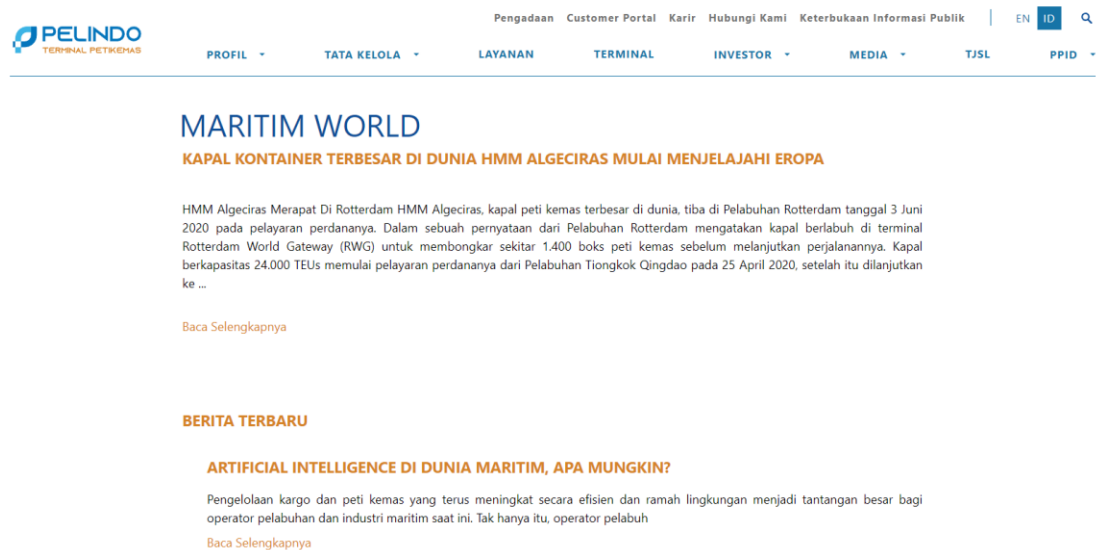 Pengadaan Customer Portal Karir Hubungi Kami Keterbukaan Informasi Publik EN ID
PELINDO
TERMINAL PETIKEMAS
PROFIL TATA KELOLA LAYANAN TERMINAL INVESTOR MEDIA TJSL PPID
MARITIM WORLD
KAPAL KONTAINER TERBESAR DI DUNIA HMM ALGECIRAS MULAI MENJELAJAHI EROPA
HMM Algeciras Merapat Di Rotterdam HMM Algeciras, kapal peti kemas terbesar di dunia, tiba di Pelabuhan Rotterdam tanggal 3 Juni
2020 pada pelayaran perdananya. Dalam sebuah pernyataan dari Pelabuhan Rotterdam mengatakan kapal berlabuh di terminal
Rotterdam World Gateway (RWG) untuk membongkar sekitar 1.400 boks peti kemas sebelum melanjutkan perjalanannya. Kapal
berkapasitas 24.000 TEUs memulai pelayaran perdananya dari Pelabuhan Tiongkok Qingdao pada 25 April 2020, setelah itu dilanjutkan
ke ...
Baca Selengkapnya
BERITA TERBARU
ARTIFICIAL INTELLIGENCE DI DUNIA MARITIM, APA MUNGKIN?
Pengelolaan kargo dan peti kemas yang terus meningkat secara efisien dan ramah lingkungan menjadi tantangan besar bagi
operator pelabuhan dan industri maritim saat ini. Tak hanya itu, operator pelabuh
Baca Selengkapnya